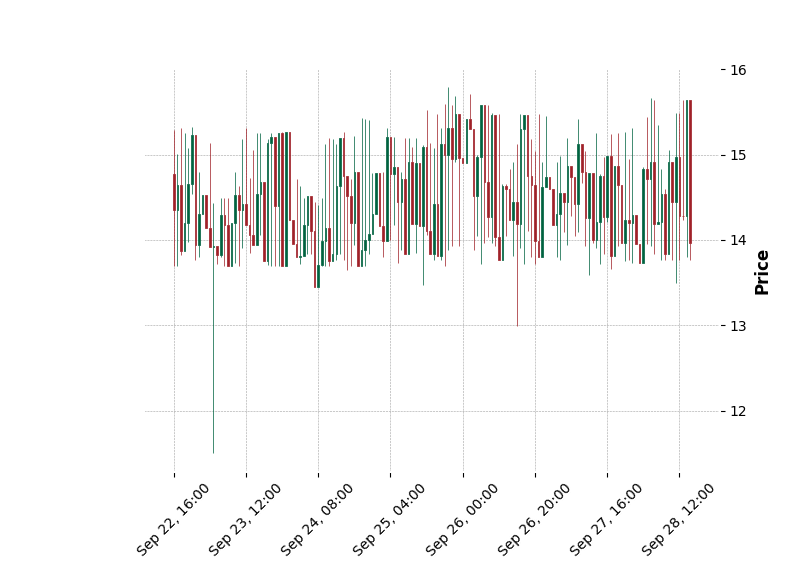 16
15
14
13
12
Price
Sep 22, 16:00
Sep 23, 12:00
Sep 24, 08:00
Sep 25, 04:00
Sep 26, 00:00
Sep 26, 20:00
Sep 27, 16:00
Sep 28, 12:00